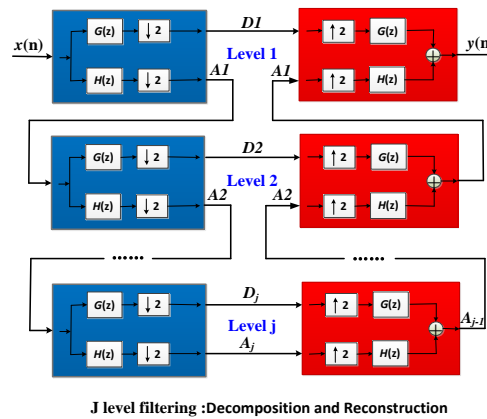 x(n)
G(z) ↓ 2
H(z) ↓ 2
D1
Level 1
A1
A1
↑ 2 G(z)
↑ 2 H(z)
y(n
G(z) ↓ 2
H(z) ↓ 2
D2
Level 2
A2
A2
↑ 2 G(z)
↑ 2 H(z)
......
......
G(z) ↓ 2
H(z) ↓ 2
Dj
Level j
Aj
↑ 2 G(z)
↑ 2 H(z)
Aj-1
J level filtering :Decomposition and Reconstruction